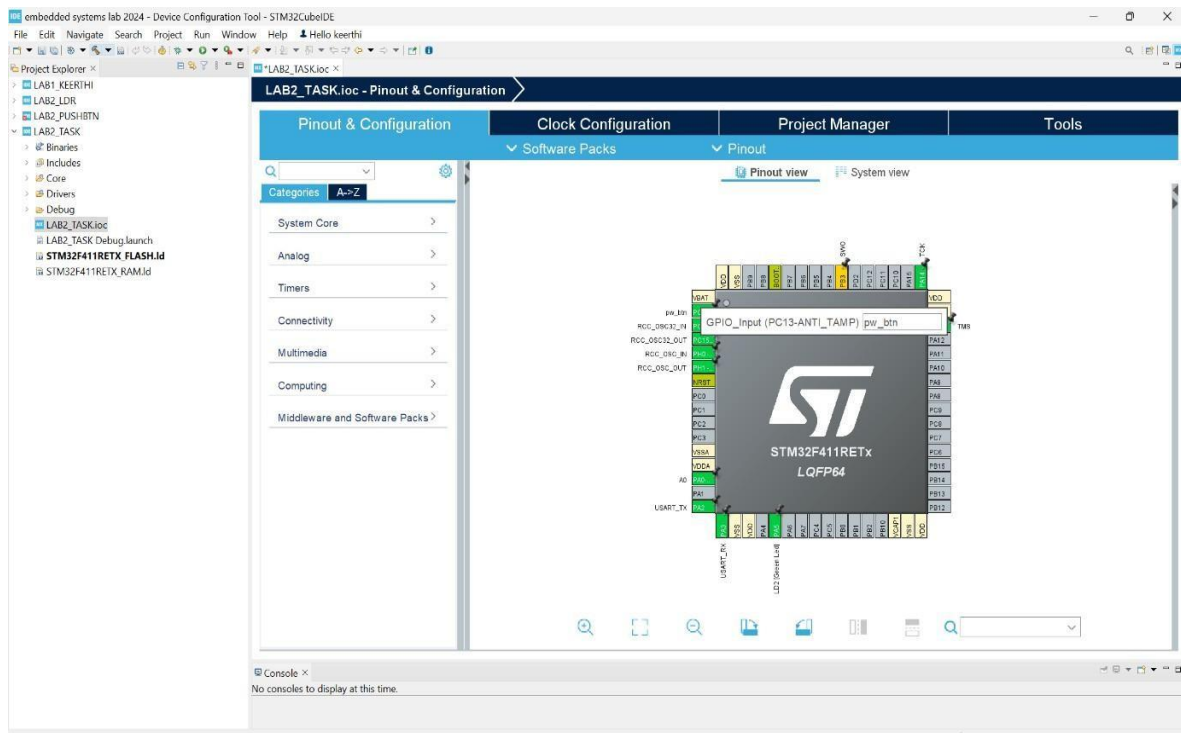 IDE embedded systems lab 2024 - Device Configuration Tool - STM32CubeIDE
File Edit Navigate Search Project Run Window Help Hello keerthi
Project Explorer
*LAB2_TASK.ioc
LAB1_KEERTHI
LAB2_LDR
LAB2_PUSHBTN
LAB2_TASK
Binaries
Includes
Core
Drivers
Debug
LAB2_TASK.ioc
LAB2_TASK Debug.launch
STM32F411RETX_FLASH.ld
STM32F411RETX_RAM.ld
LAB2_TASK.ioc - Pinout & Configuration
Pinout & Configuration
Clock Configuration
Project Manager
Tools
Software Packs
Pinout
Pinout view
System view
Categories A->Z
System Core
Analog
Timers
Connectivity
Multimedia
Computing
Middleware and Software Packs
SWO
TCK
VDD
VSS
PB9
PB8
BOOT..
PB7
PB6
PB5
PB4
PB3
PD2
PC12
PC11
PC10
PA15
PA14
VBAT
VDD
pw_btn
GPIO_Input (PC13-ANTI_TAMP) pw_btn
RCC_OSC32_IN
TMS
RCC_OSC32_OUT PC15..
PA12
RCC_OSC_IN PH0-..
PA11
RCC_OSC_OUT PH1-..
PA10
NRST
PA9
PC0
PA8
PC1
PC9
PC2
PC8
PC3
PC7
VSSA
PC6
VDDA
PB15
A0 PA0-..
PB14
PA1
PB13
USART_TX PA2
PB12
STM32F411RETx
LQFP64
PA3
VSS
VDD
PA4
PA5
PA6
PA7
PC4
PC5
PB0
PB1
PB2
PB10
VCAP1
VSS
VDD
USART_RX
LD2 [Green Led]
Console
No consoles to display at this time.